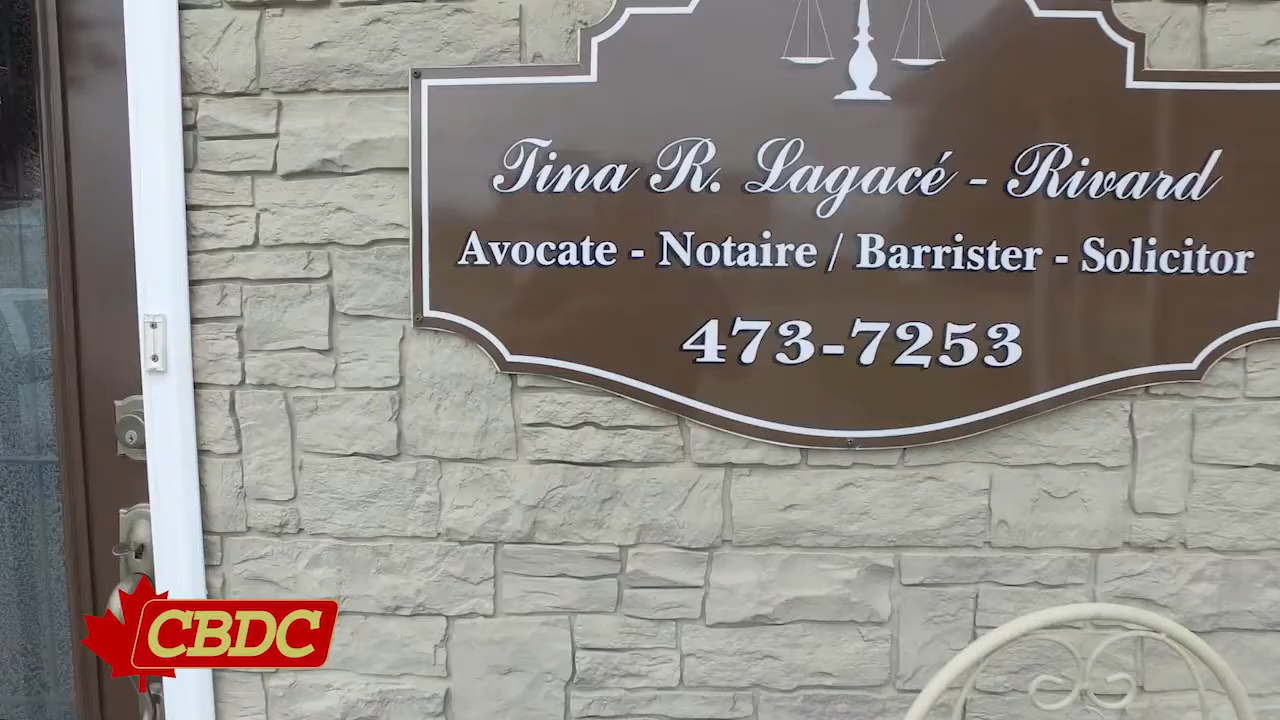 Tina R. Lagacé - Rivard
Avocate - Notaire / Barrister - Solicitor
473-7253
CBDC